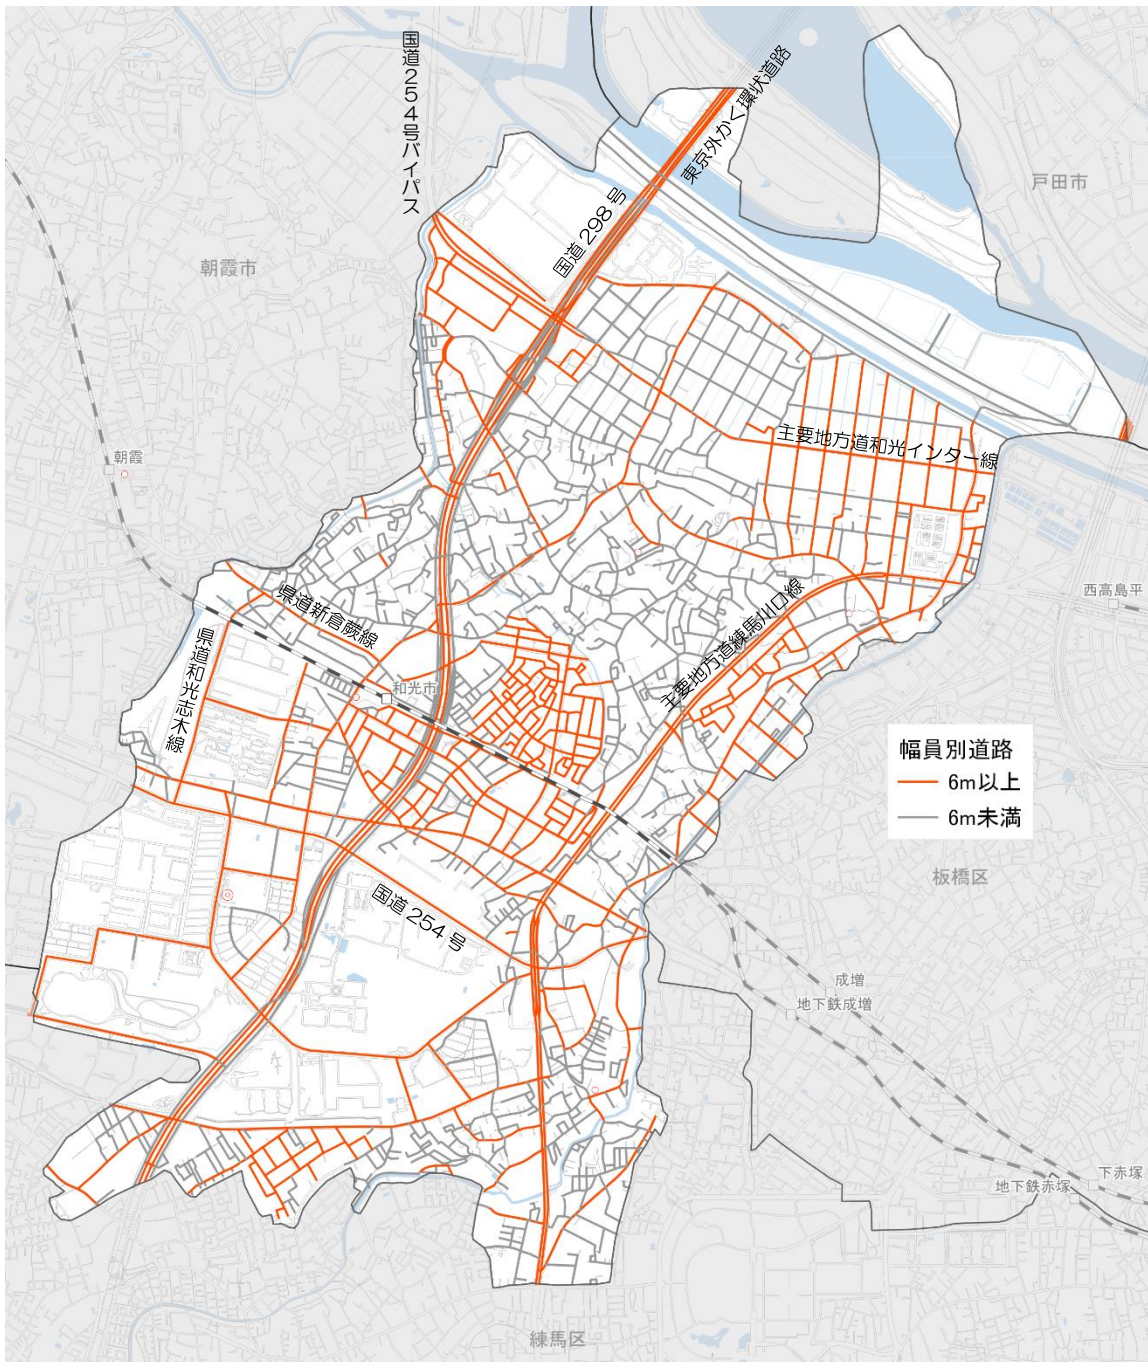 国道254号バイパス
東京外かく環状道路
戸田市
国道298号
朝霞市
主要地方道和光インター線
朝霞
西高島平
県道新倉蕨線
主要地方道練馬川口線
県道和光志木線
和光市
幅員別道路
6m以上
6m未満
板橋区
国道254号
成増
地下鉄成増
下赤塚
地下鉄赤塚
練馬区